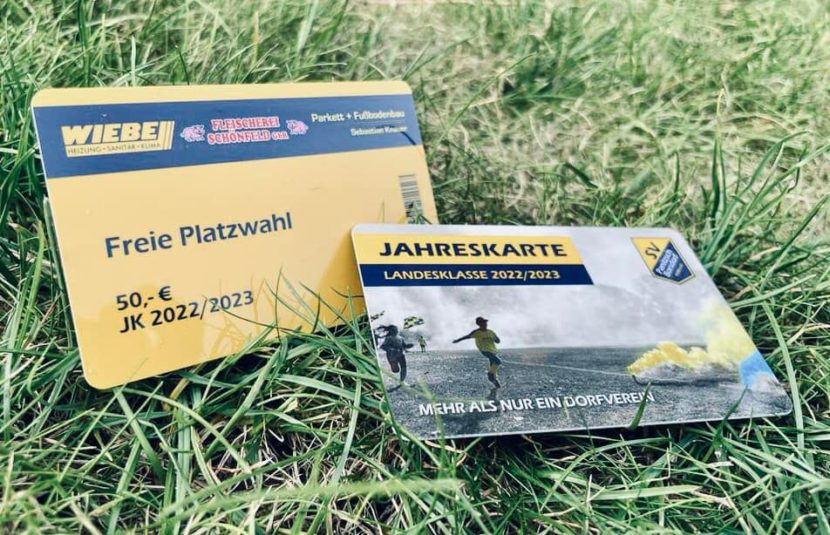 WIEBE
HEIZUNG • SANITÄR • KLIMA
FLEISCHEREI
SCHÖNFELD GBR
Parkett + Fußbodenbau
Sebastian Knauer
Freie Platzwahl
50,- €
JK 2022/2023
JAHRESKARTE
LANDESKLASSE 2022/2023
SV
MEHR ALS NUR EIN DORFVEREIN